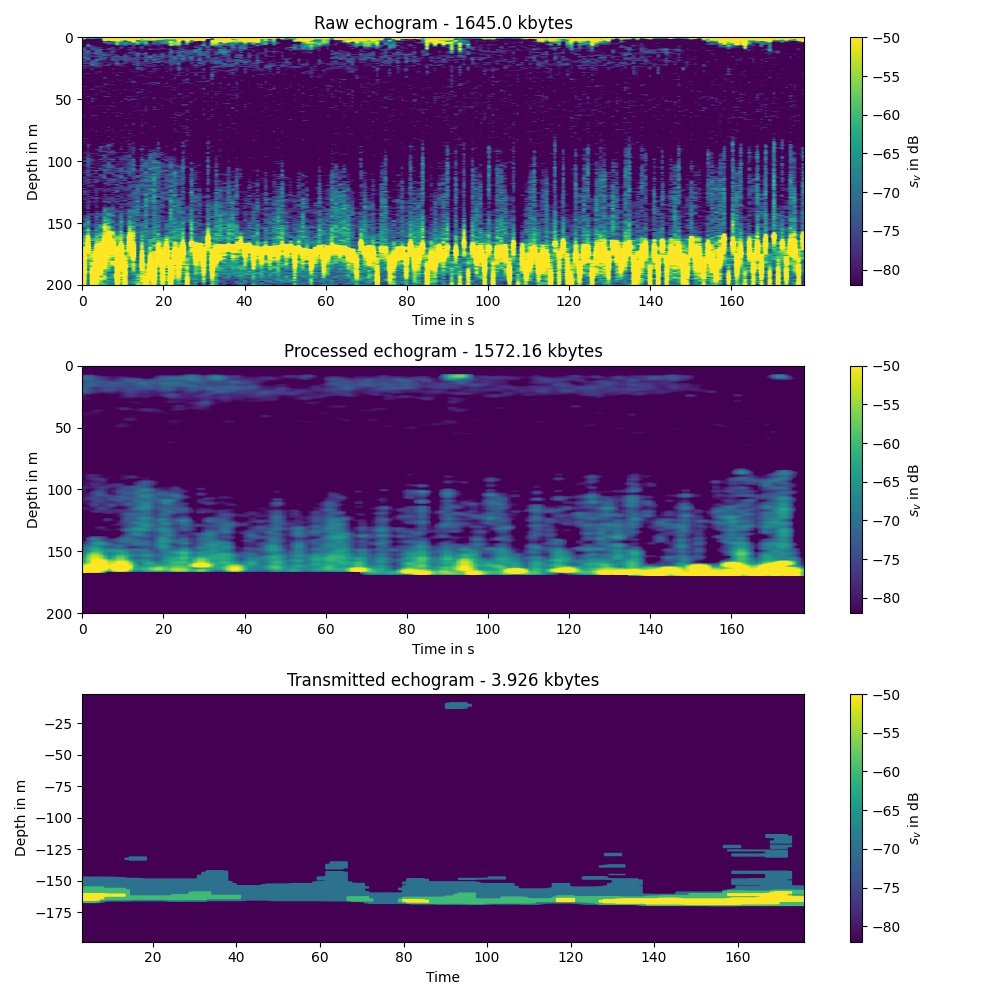 Raw echogram - 1645.0 kbytes
0
50
100
150
200
Depth in m
0 20 40 60 80 100 120 140 160
Time in s
−50
−55
−60
−65
−70
−75
−80
sv in dB
Processed echogram - 1572.16 kbytes
0
50
100
150
200
Depth in m
0 20 40 60 80 100 120 140 160
Time in s
−50
−55
−60
−65
−70
−75
−80
sv in dB
Transmitted echogram - 3.926 kbytes
−25
−50
−75
−100
−125
−150
−175
Depth in m
20 40 60 80 100 120 140 160
Time
−50
−55
−60
−65
−70
−75
−80
sv in dB